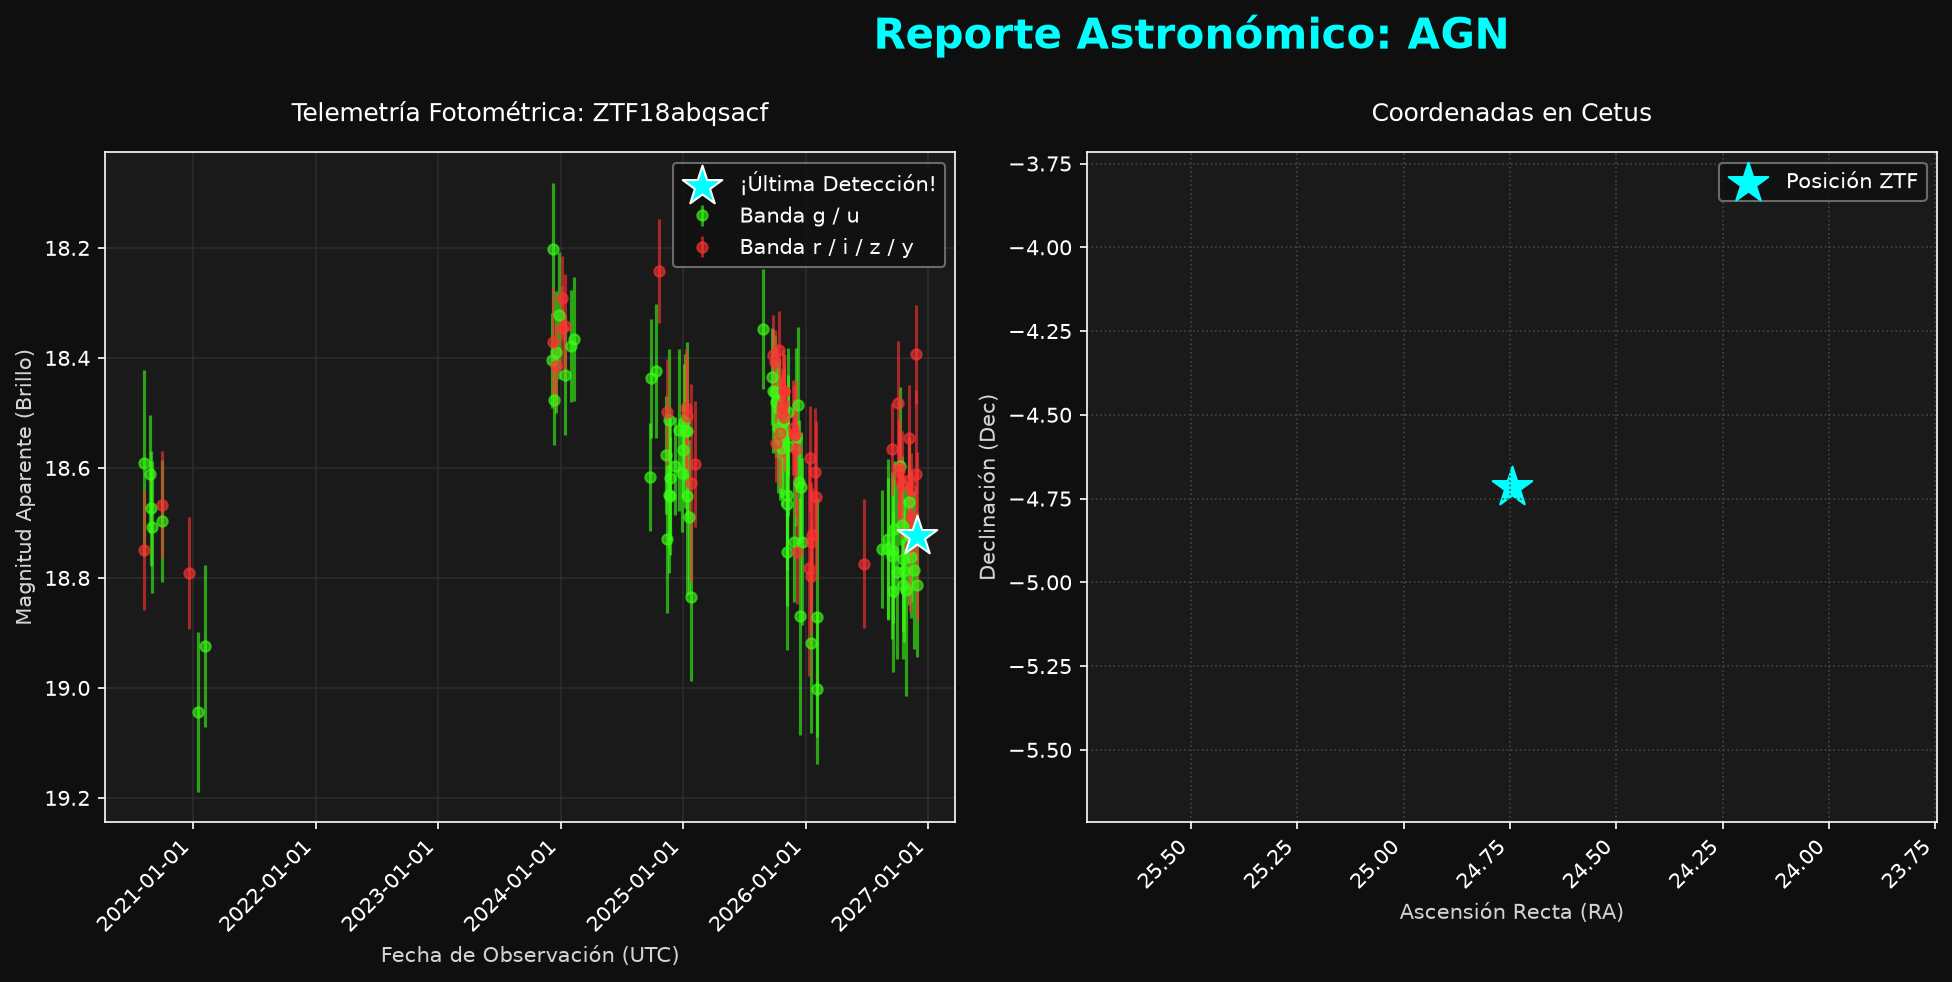 Reporte Astronómico: AGN
Telemetría Fotométrica: ZTF18abqsacf
¡Última Detección!
Banda g / u
Banda r / i / z / y
Magnitud Aparente (Brillo)
18.2
18.4
18.6
18.8
19.0
19.2
2021-01-01
2022-01-01
2023-01-01
2024-01-01
2025-01-01
2026-01-01
2027-01-01
Fecha de Observación (UTC)
Coordenadas en Cetus
Posición ZTF
Declinación (Dec)
−3.75
−4.00
−4.25
−4.50
−4.75
−5.00
−5.25
−5.50
25.50
25.25
25.00
24.75
24.50
24.25
24.00
23.75
Ascensión Recta (RA)